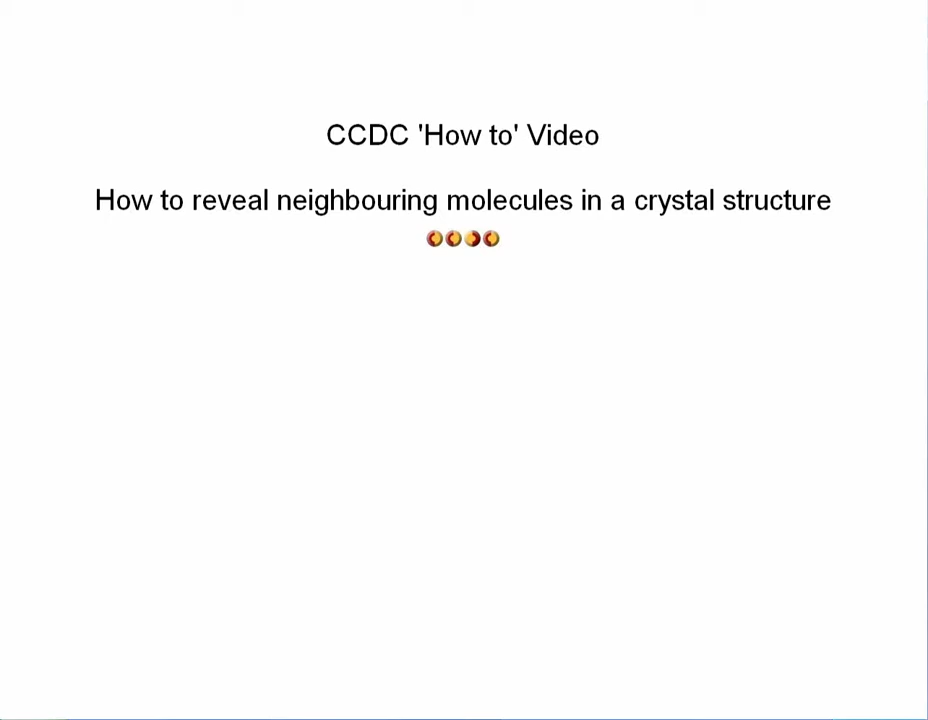 CCDC 'How to' Video
How to reveal neighbouring molecules in a crystal structure